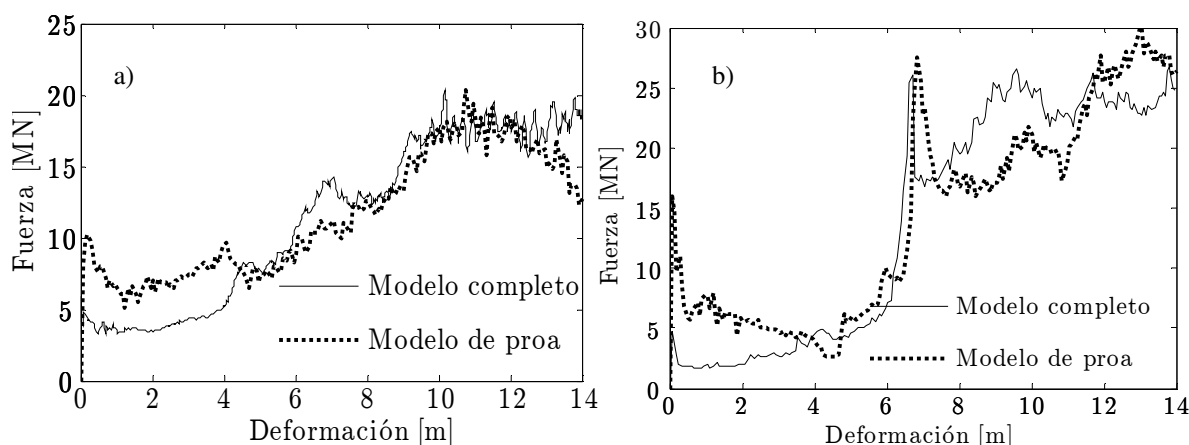 a)
Fuerza [MN]
25
20
15
10
5
0
0 2 4 6 8 10 12 14
Deformación [m]
Modelo completo
Modelo de proa
b)
Fuerza [MN]
30
25
20
15
10
5
0
0 2 4 6 8 10 12 14
Deformación [m]
Modelo completo
Modelo de proa